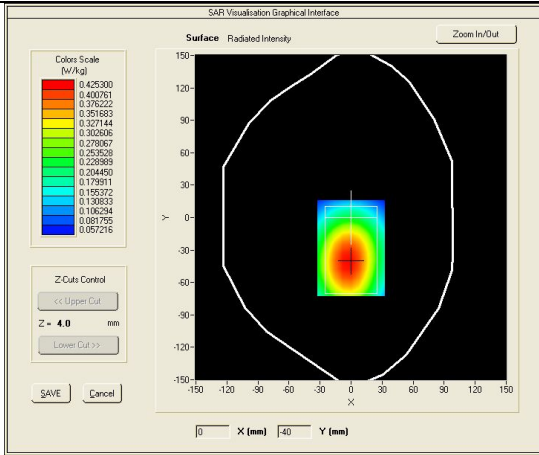 SAR Visualisation Graphical Interface
Surface Radiated Intensity
Zoom In/Out
Colors Scale
(W/kg)
0.425300
0.400761
0.376222
0.351683
0.327144
0.302606
0.278067
0.253528
0.228989
0.204450
0.179911
0.155372
0.130833
0.106294
0.081755
0.057216
Z-Cuts Control
<< Upper Cut
Z = 4.0 mm
Lower Cut >>
SAVE Cancel
150
120
90
60
30
0
-30
-60
-90
-120
-150
Y
-150 -120 -90 -60 -30 0 30 60 90 120 150
X
0 X (mm) -40 Y (mm)